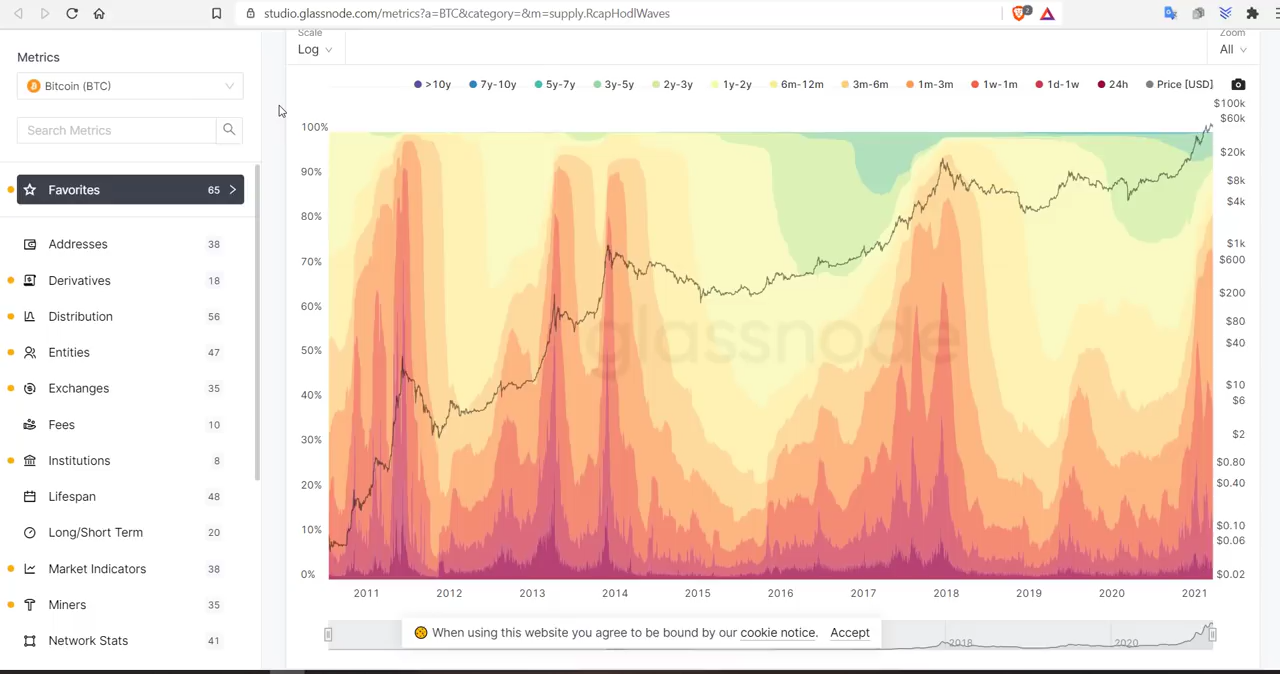 studio.glassnode.com/metrics?a=BTC&category=&m=supply.RcapHodlWaves
2
Metrics
Bitcoin (BTC)
Search Metrics
Favorites 65
Addresses 38
Derivatives 18
Distribution 56
Entities 47
Exchanges 35
Fees 10
Institutions 8
Lifespan 48
Long/Short Term 20
Market Indicators 38
Miners 35
Network Stats 41
Scale
Log
Zoom
All
>10y 7y-10y 5y-7y 3y-5y 2y-3y 1y-2y 6m-12m 3m-6m 1m-3m 1w-1m 1d-1w 24h Price [USD]
100%
90%
80%
70%
60%
50%
40%
30%
20%
10%
0%
$100k
$60k
$20k
$8k
$4k
$1k
$600
$200
$80
$40
$10
$6
$2
$0.80
$0.40
$0.10
$0.06
$0.02
glassnode
2011 2012 2013 2014 2015 2016 2017 2018 2019 2020 2021
When using this website you agree to be bound by our cookie notice. Accept
2018 2020